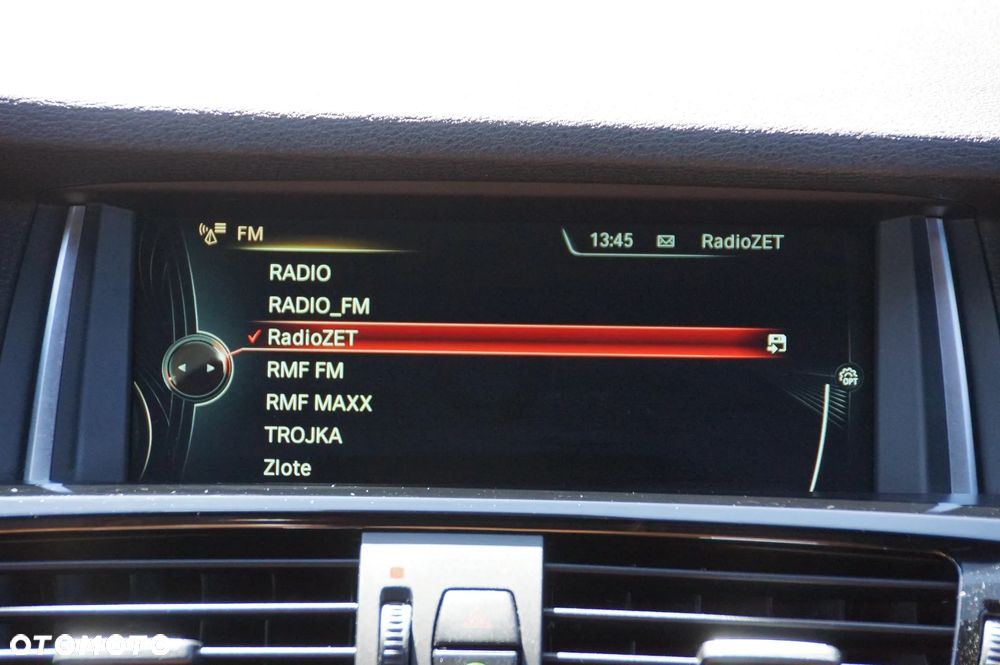 FM
13:45 RadioZET
RADIO
RADIO_FM
RadioZET
RMF FM
RMF MAXX
TROJKA
Zlote
OPT
OTOMOTO